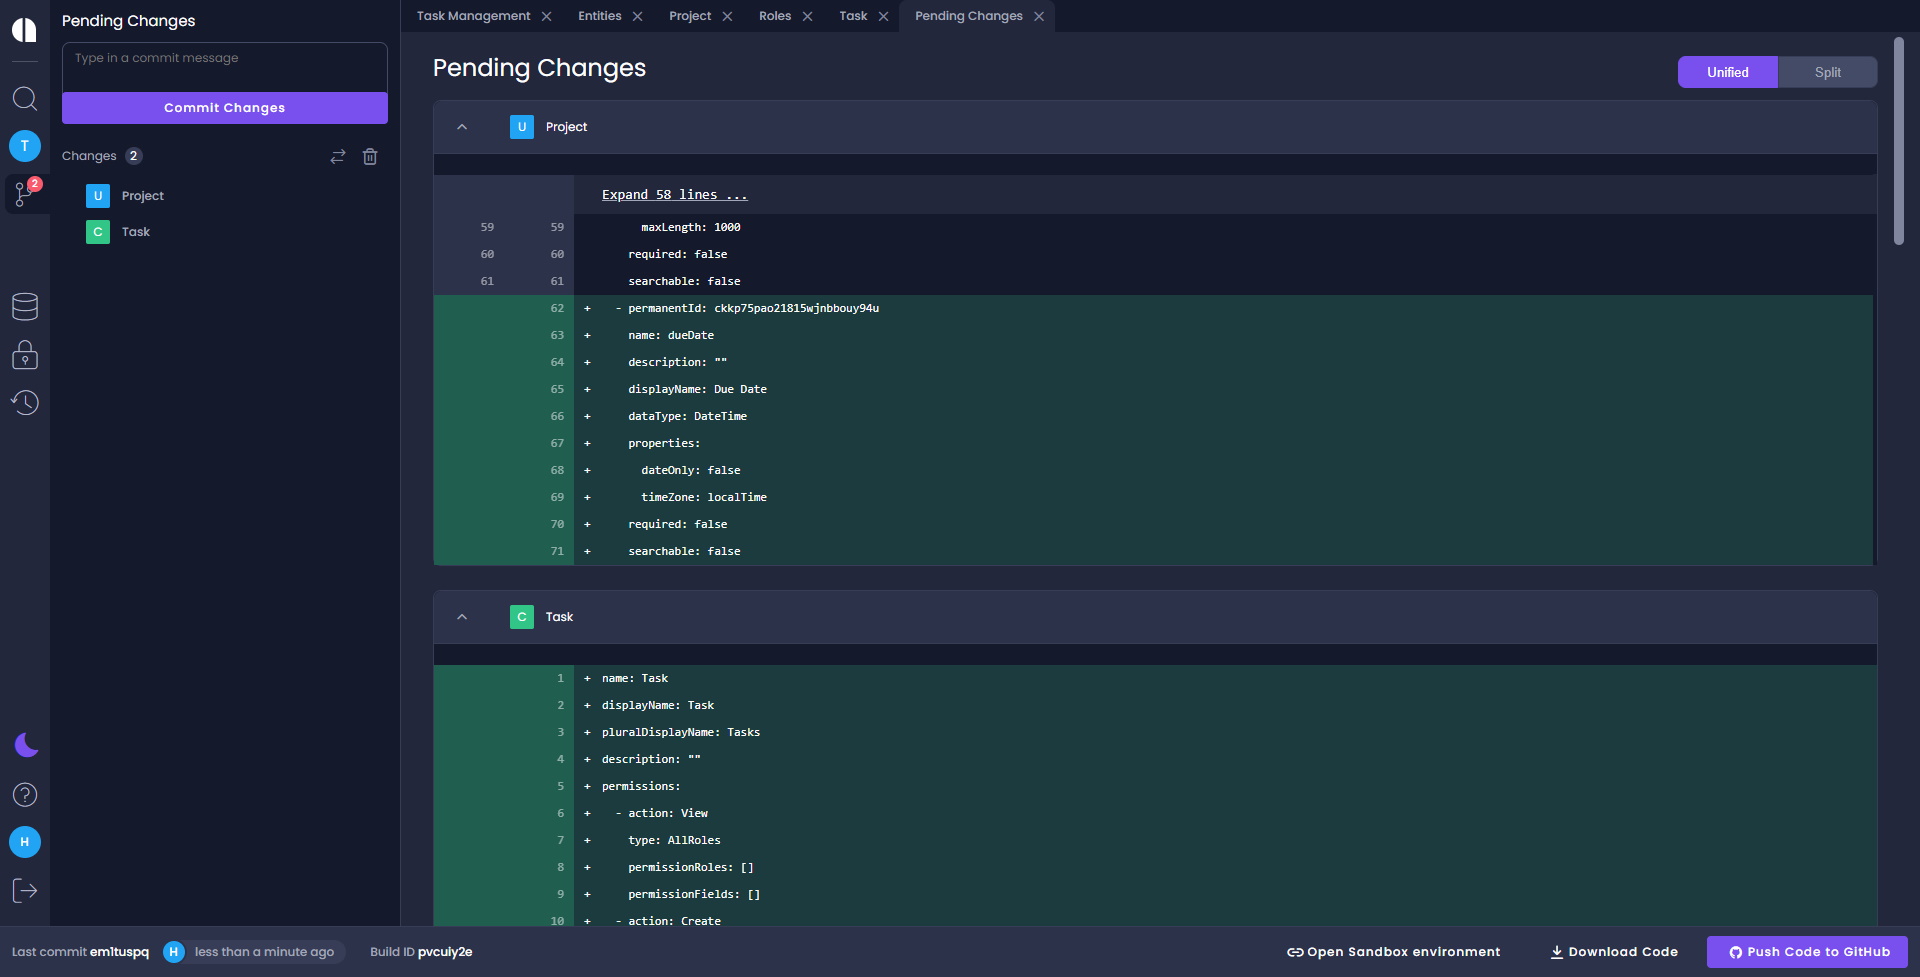 Pending Changes
Type in a commit message
Commit Changes
Changes 2
U Project
C Task
T
2
H
Task Management
Entities
Project
Roles
Task
Pending Changes
Pending Changes
Unified
Split
U Project
Expand 58 lines ...
59 59 maxLength: 1000
60 60 required: false
61 61 searchable: false
62 + - permanentId: ckkp75pao21815wjnbbouy94u
63 + name: dueDate
64 + description: ""
65 + displayName: Due Date
66 + dataType: DateTime
67 + properties:
68 + dateOnly: false
69 + timeZone: localTime
70 + required: false
71 + searchable: false
C Task
1 + name: Task
2 + displayName: Task
3 + pluralDisplayName: Tasks
4 + description: ""
5 + permissions:
6 + - action: View
7 + type: AllRoles
8 + permissionRoles: []
9 + permissionFields: []
10 + - action: Create
Last commit em1tuspq H less than a minute ago Build ID pvcuiy2e
Open Sandbox environment
Download Code
Push Code to GitHub